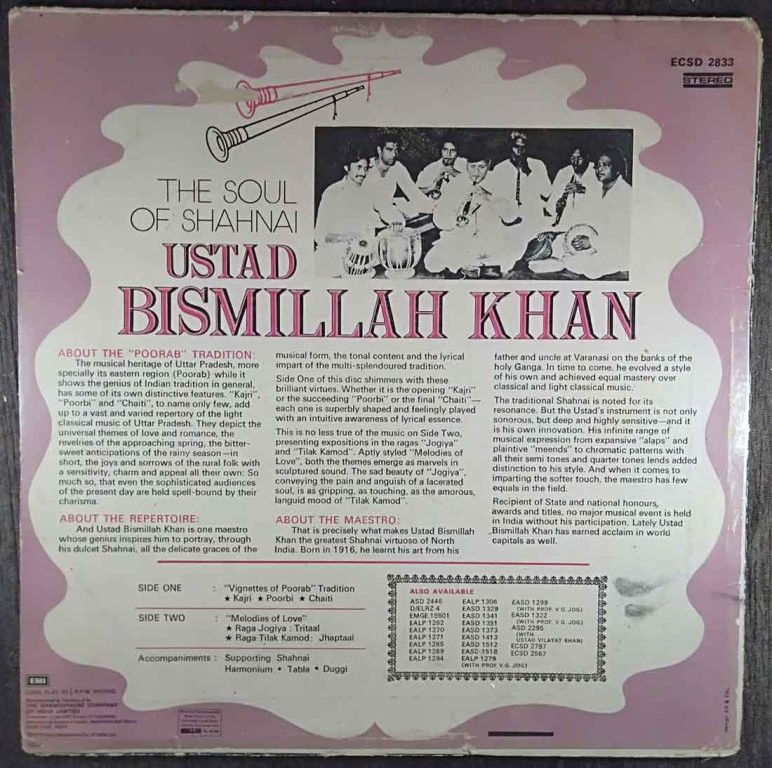 ECSD 2833
STEREO
THE SOUL
OF SHAHNAI
USTAD
BISMILLAH KHAN
ABOUT THE "POORAB" TRADITION:
The musical heritage of Uttar Pradesh, more
specially its eastern region (Poorab) while it
shows the genius of Indian tradition in general,
has some of its own distinctive features. "Kajri",
"Poorbi" and "Chaiti", to name only few, add
up to a vast and varied repertory of the light
classical music of Uttar Pradesh. They depict the
universal themes of love and romance, the
revelries of the approaching spring, the bitter-
sweet anticipations of the rainy season—in
short, the joys and sorrows of the rural folk with
a sensitivity, charm and appeal all their own: So
much so, that even the sophisticated audiences
of the present day are held spell-bound by their
charisma.
ABOUT THE REPERTOIRE:
And Ustad Bismillah Khan is one maestro
whose genius inspires him to portray, through
his dulcet Shahnai, all the delicate graces of the
musical form, the tonal content and the lyrical
impart of the multi-splendoured tradition.
Side One of this disc shimmers with these
brilliant virtues. Whether it is the opening "Kajri"
or the succeeding "Poorbi" or the final "Chaiti"—
each one is superbly shaped and feelingly played
with an intuitive awareness of lyrical essence.
This is no less true of the music on Side Two,
presenting expositions in the ragas "Jogiya"
and "Tilak Kamod". Aptly styled "Melodies of
Love", both the themes emerge as marvels in
sculptured sound. The sad beauty of "Jogiya",
conveying the pain and anguish of a lacerated
soul, is as gripping, as touching, as the amorous,
languid mood of "Tilak Kamod".
ABOUT THE MAESTRO:
That is precisely what makes Ustad Bismillah
Khan the greatest Shahnai virtuoso of North
India. Born in 1916, he learnt his art from his
father and uncle at Varanasi on the banks of the
holy Ganga. In time to come, he evolved a style
of his own and achieved equal mastery over
classical and light classical music.
The traditional Shahnai is noted for its
resonance. But the Ustad's instrument is not only
sonorous, but deep and highly sensitive—and it
is his own innovation. His infinite range of
musical expression from expansive "alaps" and
plaintive "meends" to chromatic patterns with
all their semi tones and quarter tones lends added
distinction to his style. And when it comes to
imparting the softer touch, the maestro has few
equals in the field.
Recipient of State and national honours,
awards and titles, no major musical event is held
in India without his participation. Lately Ustad
Bismillah Khan has earned acclaim in world
capitals as well.
SIDE ONE : "Vignettes of Poorab" Tradition
★ Kajri ★ Poorbi ★ Chaiti
SIDE TWO : "Melodies of Love"
★ Raga Jogiya : Tritaal
★ Raga Tilak Kamod : Jhaptaal
Accompaniments : Supporting Shahnai
Harmonium • Tabla • Duggi
ALSO AVAILABLE
ASD 2446
D/ELRZ 4
EMGE 15501
EALP 1262
EALP 1270
EALP 1271
EALP 1285
EALP 1289
EALP 1294
EALP 1306
EASD 1329
EASD 1341
EASD 1351
EASD 1373
EASD 1413
EASD 1512
EASD 1518
EALP 1279
(WITH PROF. V.G. JOG)
EASD 1299
(WITH PROF. V.G. JOG)
EASD 1322
(WITH PROF. V.G. JOG)
ASD 2295
(WITH
USTAD VILAYAT KHAN)
ECSD 2797
ECSD 2567
EMI
THE GRAMOPHONE COMPANY
OF INDIA LIMITED